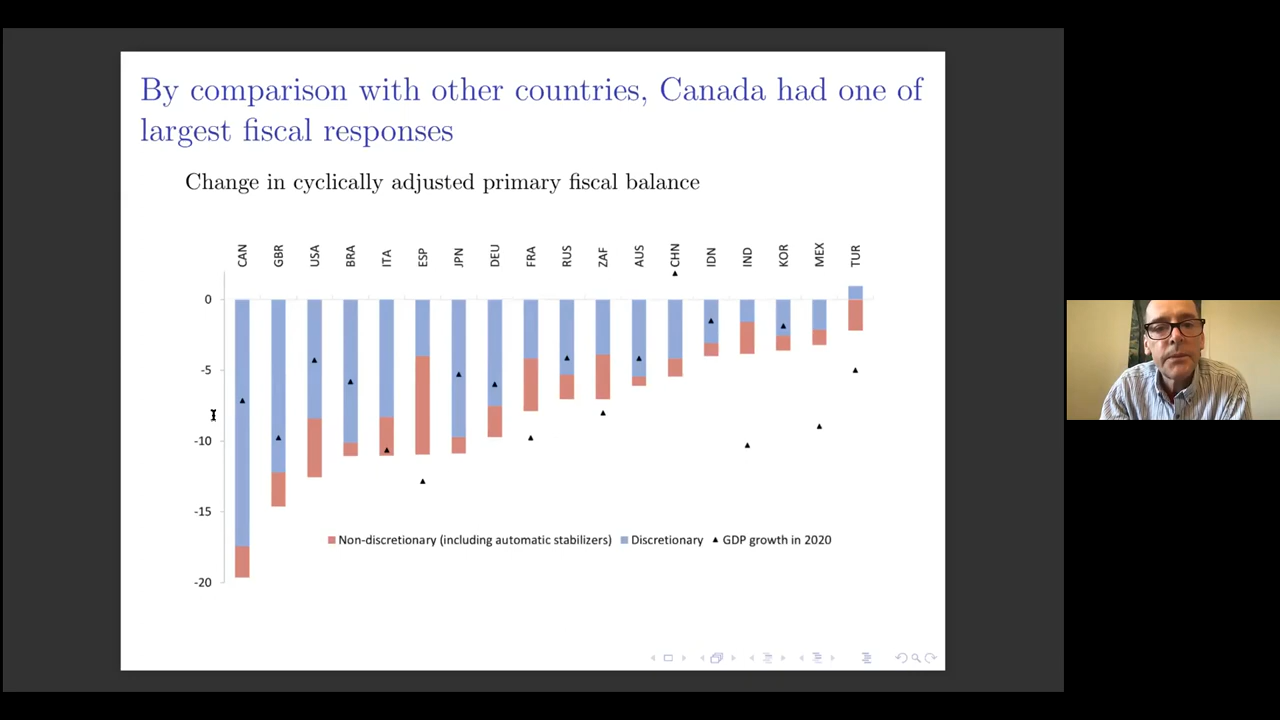 By comparison with other countries, Canada had one of
largest fiscal responses
Change in cyclically adjusted primary fiscal balance
CAN GBR USA BRA ITA ESP JPN DEU FRA RUS ZAF AUS CHN IDN IND KOR MEX TUR
0
-5
-10
-15
Non-discretionary (including automatic stabilizers) Discretionary GDP growth in 2020
-20